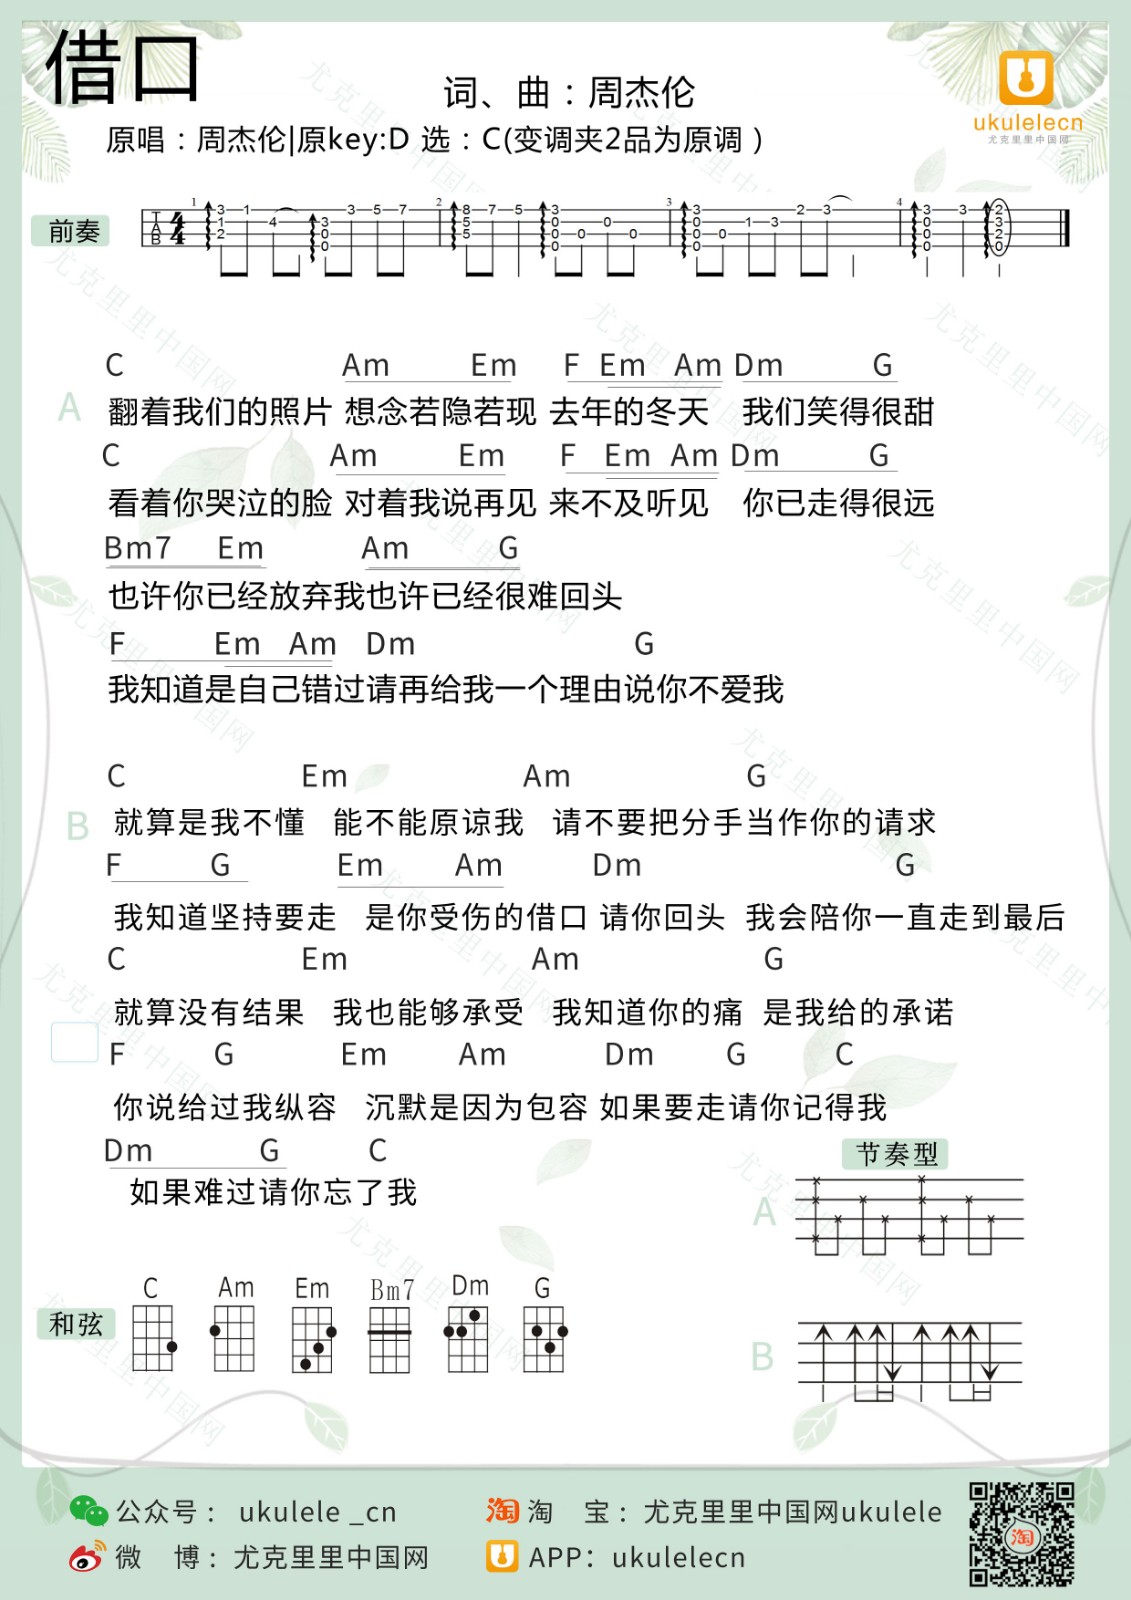 借口
词、曲：周杰伦
ukulelecn
尤克里里中国网
原唱：周杰伦|原key:D 选：C(变调夹2品为原调 )
前奏
C Am Em F Em Am Dm G
A
翻着我们的照片 想念若隐若现 去年的冬天 我们笑得很甜
C Am Em F Em Am Dm G
看着你哭泣的脸 对着我说再见 来不及听见 你已走得很远
Bm7 Em Am G
也许你已经放弃我也许已经很难回头
F Em Am Dm G
我知道是自己错过请再给我一个理由说你不爱我
C Em Am G
B
就算是我不懂 能不能原谅我 请不要把分手当作你的请求
F G Em Am Dm G
我知道坚持要走 是你受伤的借口 请你回头 我会陪你一直走到最后
C Em Am G
就算没有结果 我也能够承受 我知道你的痛 是我给的承诺
F G Em Am Dm G C
你说给过我纵容 沉默是因为包容 如果要走请你记得我
Dm G C
如果难过请你忘了我
节奏型
A
B
和弦
C Am Em Bm7 Dm G
公众号： ukulele _cn
淘 宝：尤克里里中国网ukulele
微 博：尤克里里中国网
APP：ukulelecn